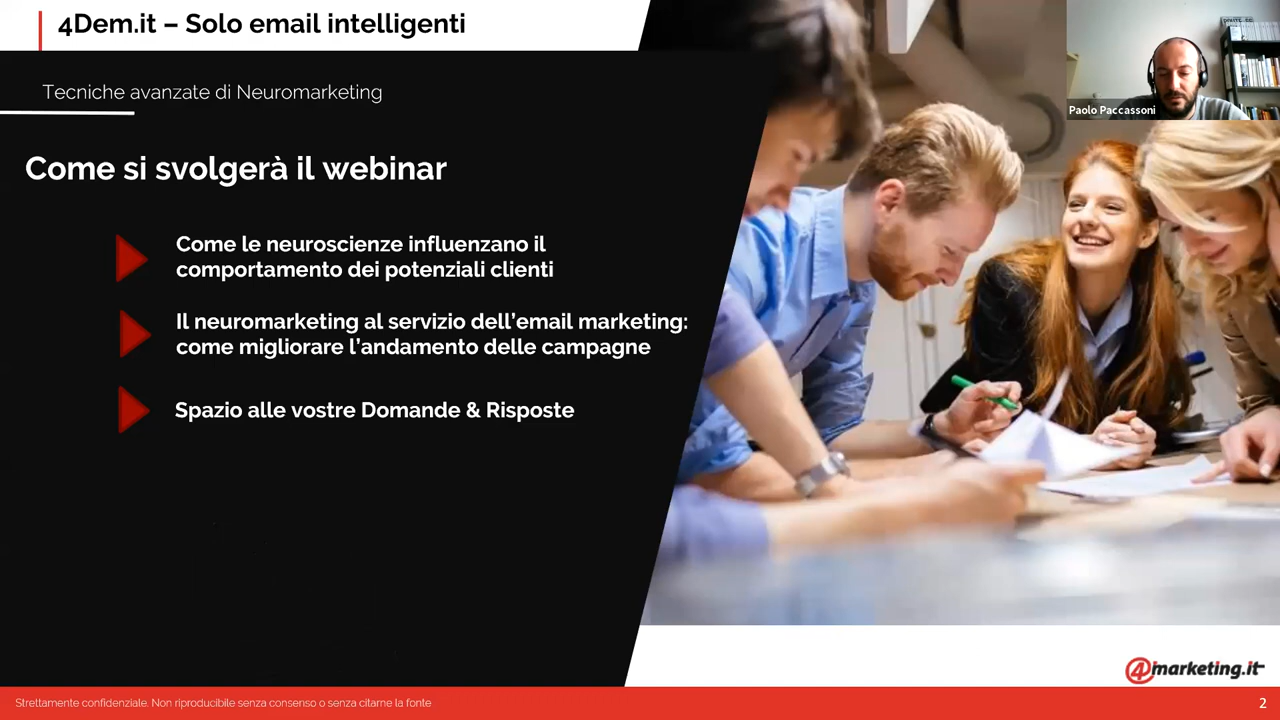 4Dem.it – Solo email intelligenti
Tecniche avanzate di Neuromarketing
Come si svolgerà il webinar
Come le neuroscienze influenzano il
comportamento dei potenziali clienti
Il neuromarketing al servizio dell’email marketing:
come migliorare l’andamento delle campagne
Spazio alle vostre Domande & Risposte
Paolo Paccassoni
4marketing.it
Strettamente confidenziale. Non riproducibile senza consenso o senza citarne la fonte
2